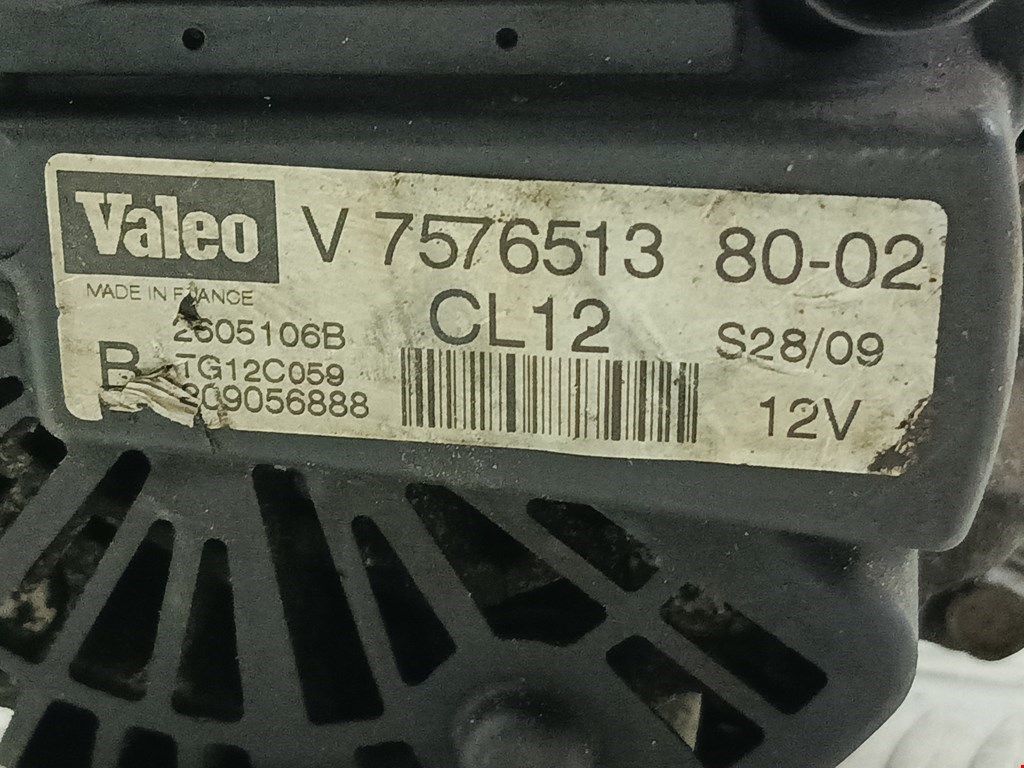 Valeo V 7576513 80-02
MADE IN FRANCE CL12
2605106B S28/09
B TG12C059
209056888 12V